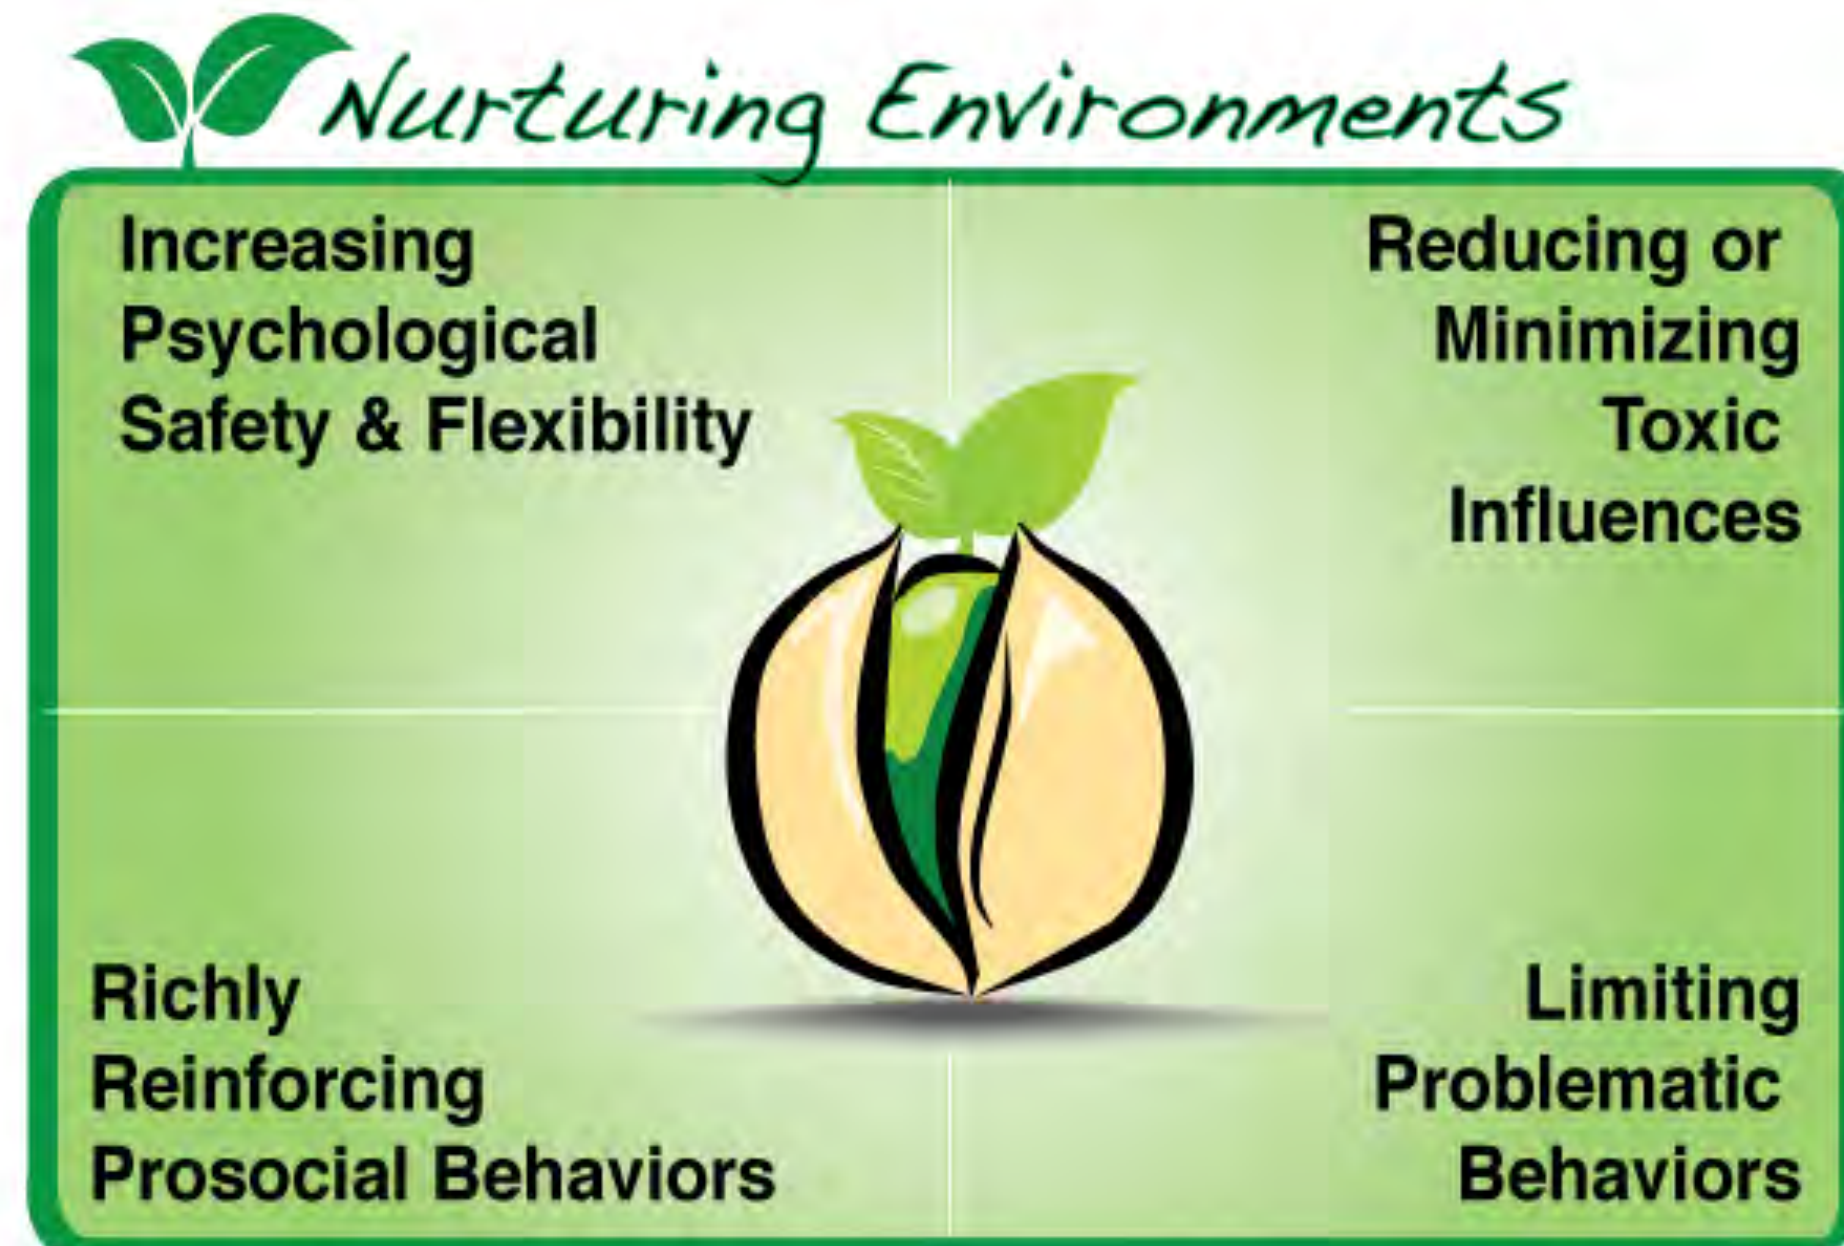 Nurturing Environments
Increasing
Psychological
Safety & Flexibility
Reducing or
Minimizing
Toxic
Influences
Richly
Reinforcing
Prosocial Behaviors
Limiting
Problematic
Behaviors